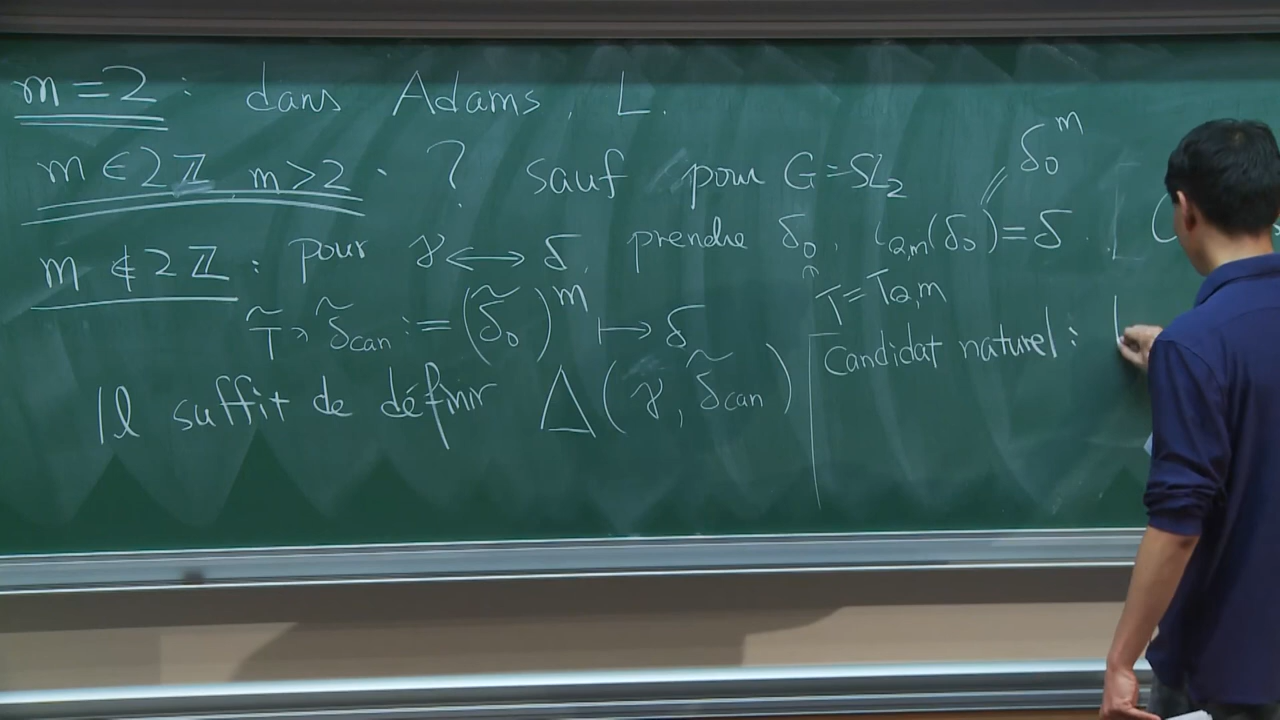 m = 2 : dans Adams, L.
m ∈ 2ℤ, m > 2 . ? sauf pour G = SL₂
δ₀ᵐ
m ∉ 2ℤ : pour γ ⟷ δ, prendre δ₀, ι_{Q,m}(δ₀) = δ. [
T = T_{Q,m}
T̃ ∋ δ̃_can := (δ̃₀)ᵐ ⟼ δ
Candidat naturel :
Il suffit de définir Δ(γ, δ̃_can)